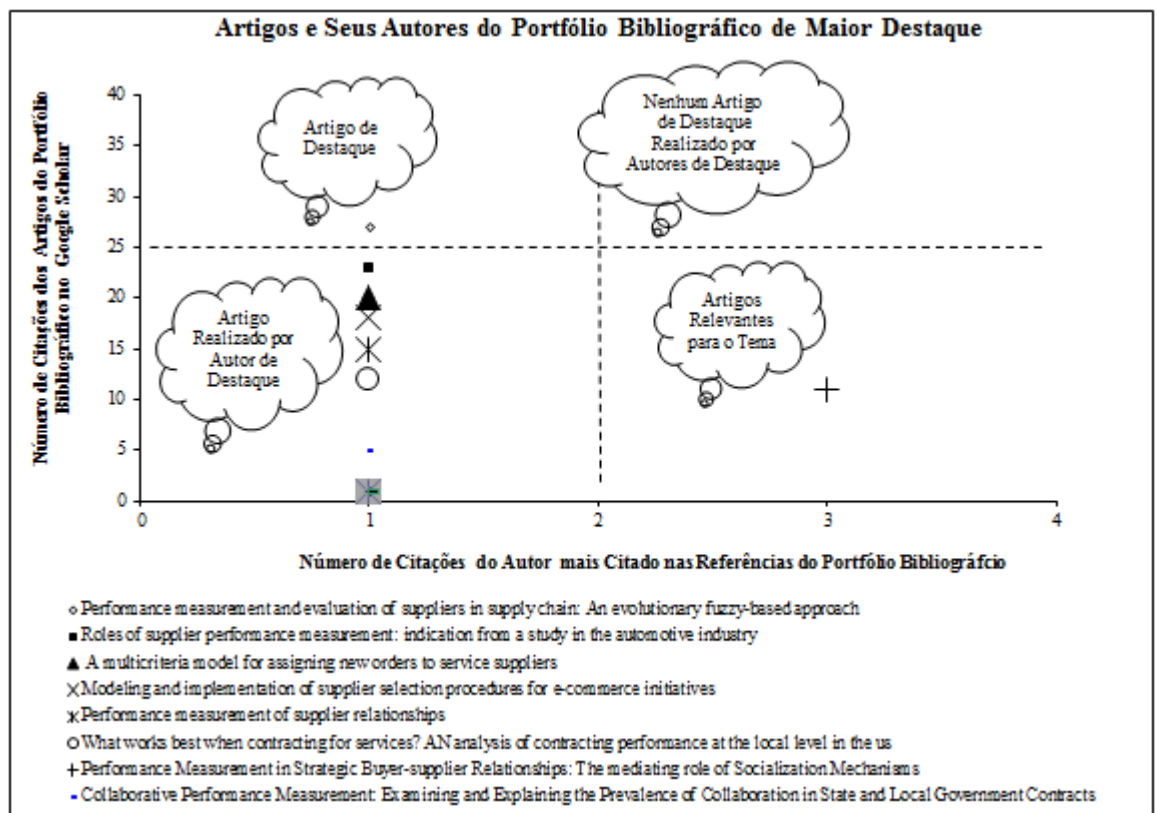 Artigos e Seus Autores do Portfólio Bibliográfico de Maior Destaque
Número de Citações dos Artigos do Portfólio
Bibliográfico no Google Scholar
40
35
30
25
20
15
10
5
0
Artigo de
Destaque
Nenhum Artigo
de Destaque
Realizado por
Autores de Destaque
Artigo
Realizado por
Autor de
Destaque
Artigos
Relevantes
para o Tema
0
1
2
3
4
Número de Citações do Autor mais Citado nas Referências do Portfólio Bibliográfcio
Performance measurement and evaluation of suppliers in supply chain: An evolutionary fuzzy-based approach
Roles of supplier performance measurement: indication from a study in the automotive industry
A multicriteria model for assigning new orders to service suppliers
Modeling and implementation of supplier selection procedures for e-commerce initiatives
Performance measurement of supplier relationships
What works best when contracting for services? AN analysis of contracting performance at the local level in the us
Performance Measurement in Strategic Buyer-supplier Relationships: The mediating role of Socialization Mechanisms
Collaborative Performance Measurement: Examining and Explaining the Prevalence of Collaboration in State and Local Government Contracts